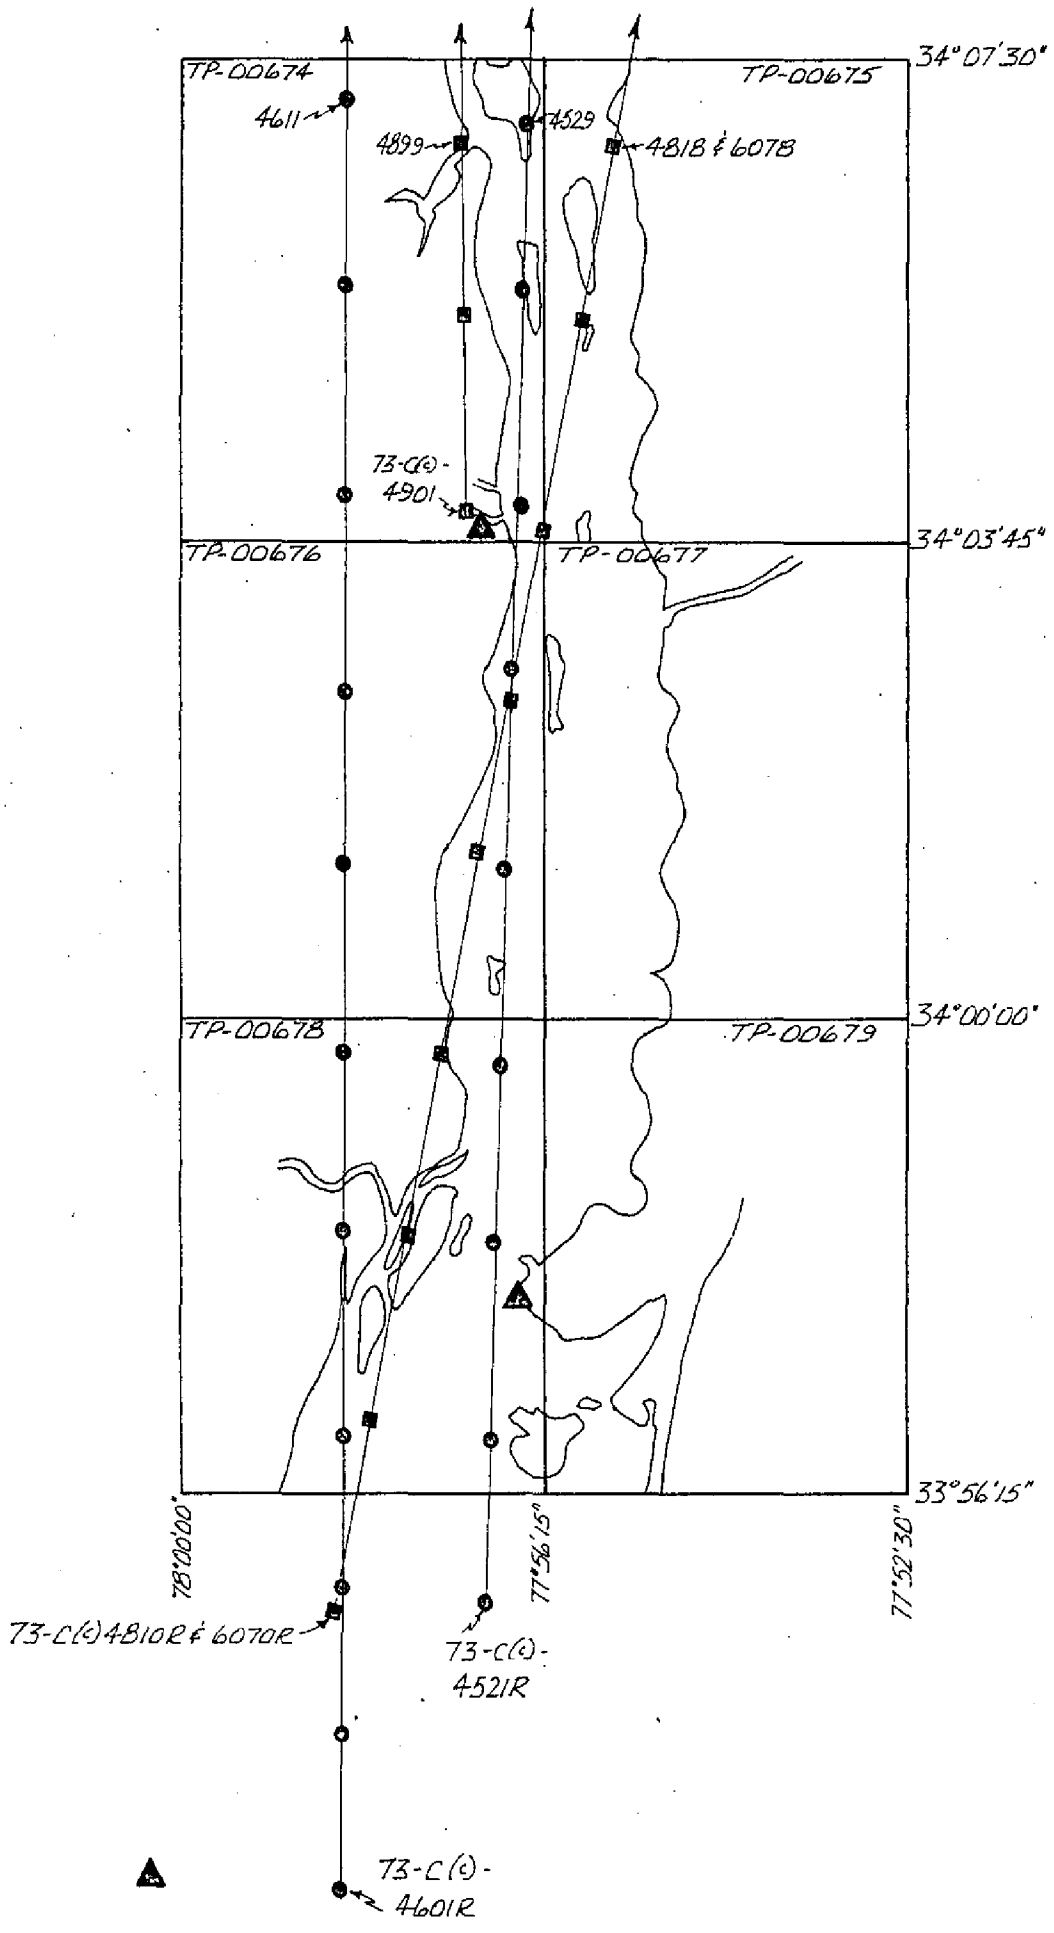 34°07'30"
TP-00674
TP-00675
4611
4529
4899
4818 & 6078
73-C(c)-
4901
34°03'45"
TP-00676
TP-00677
34°00'00"
TP-00678
TP-00679
33°56'15"
78°00'00"
77°56'15"
77°52'30"
73-C(c)4810R & 6070R
73-C(c)-
4521R
73-C(c)-
4601R